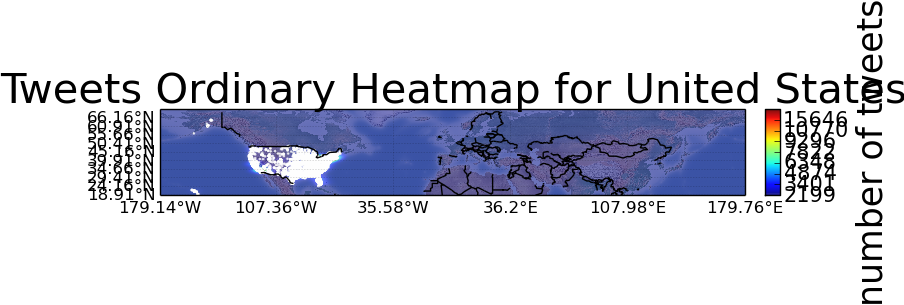 Tweets Ordinary Heatmap for United States
66.16°N
60.91°N
55.66°N
50.41°N
45.16°N
39.91°N
34.66°N
29.41°N
24.16°N
18.91°N
179.14°W 107.36°W 35.58°W 36.2°E 107.98°E 179.76°E
15646
10770
9296
7822
6348
4874
3401
2199
number of tweets